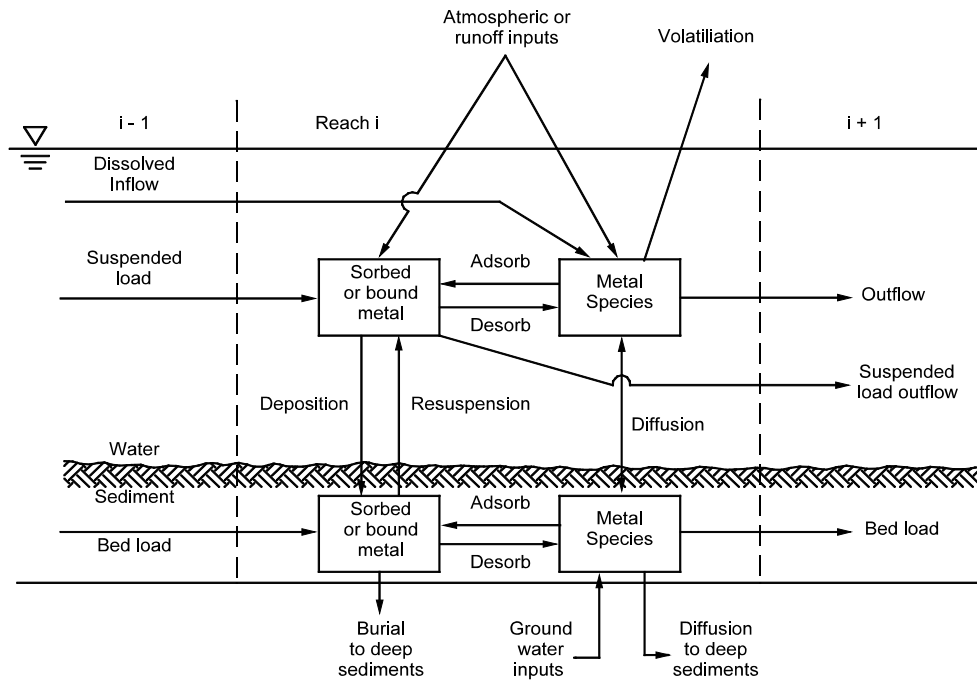 Atmospheric or
runoff inputs
Volatiliation
i - 1
Reach i
i + 1
Dissolved
Inflow
Suspended
load
Sorbed
or bound
metal
Adsorb
Desorb
Metal
Species
Outflow
Suspended
load outflow
Deposition
Resuspension
Diffusion
Water
Sediment
Bed load
Sorbed
or bound
metal
Adsorb
Desorb
Metal
Species
Bed load
Burial
to deep
sediments
Ground
water
inputs
Diffusion
to deep
sediments